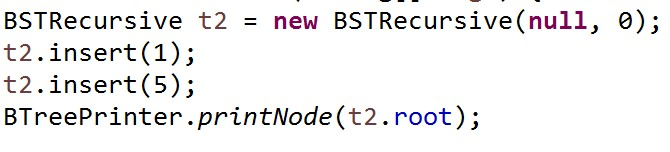 BSTRecursive t2 = new BSTRecursive(null, 0);
t2.insert(1);
t2.insert(5);
BTreePrinter.printNode(t2.root);